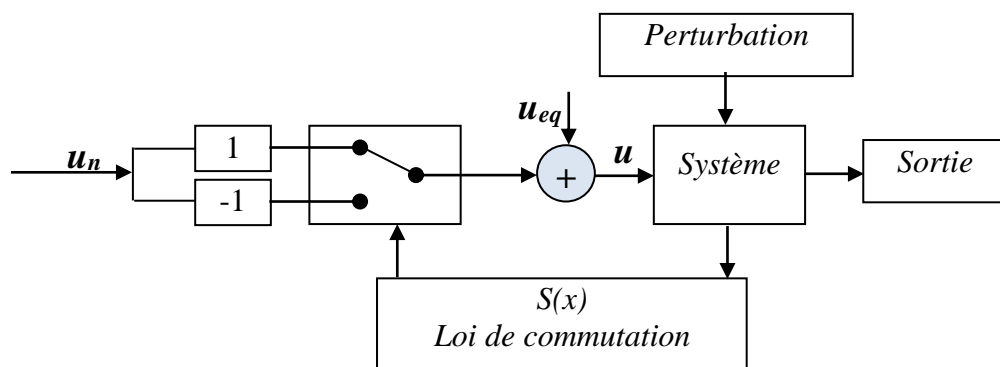 Perturbation
u_eq
u_n
1
-1
+
u
Système
Sortie
S(x)
Loi de commutation